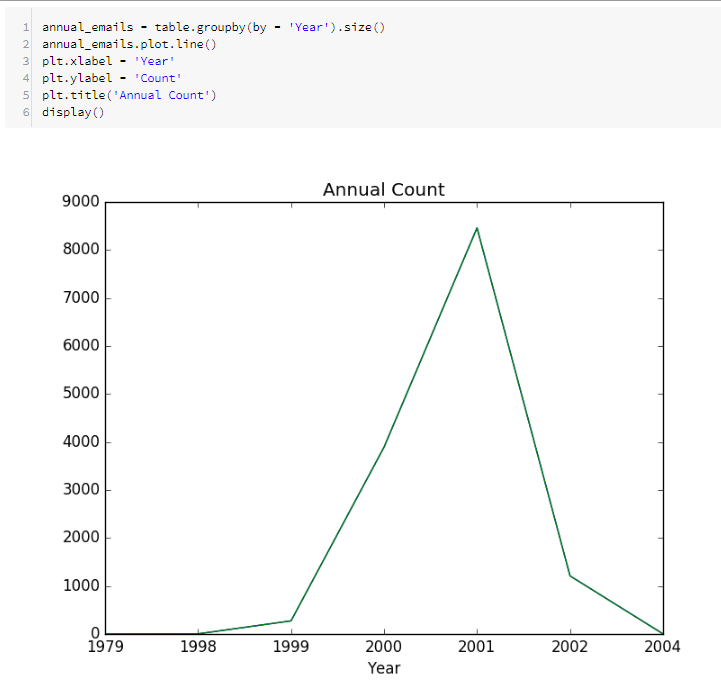 1 annual_emails = table.groupby(by = 'Year').size()
2 annual_emails.plot.line()
3 plt.xlabel = 'Year'
4 plt.ylabel = 'Count'
5 plt.title('Annual Count')
6 display()
Annual Count
9000
8000
7000
6000
5000
4000
3000
2000
1000
0
1979 1998 1999 2000 2001 2002 2004
Year